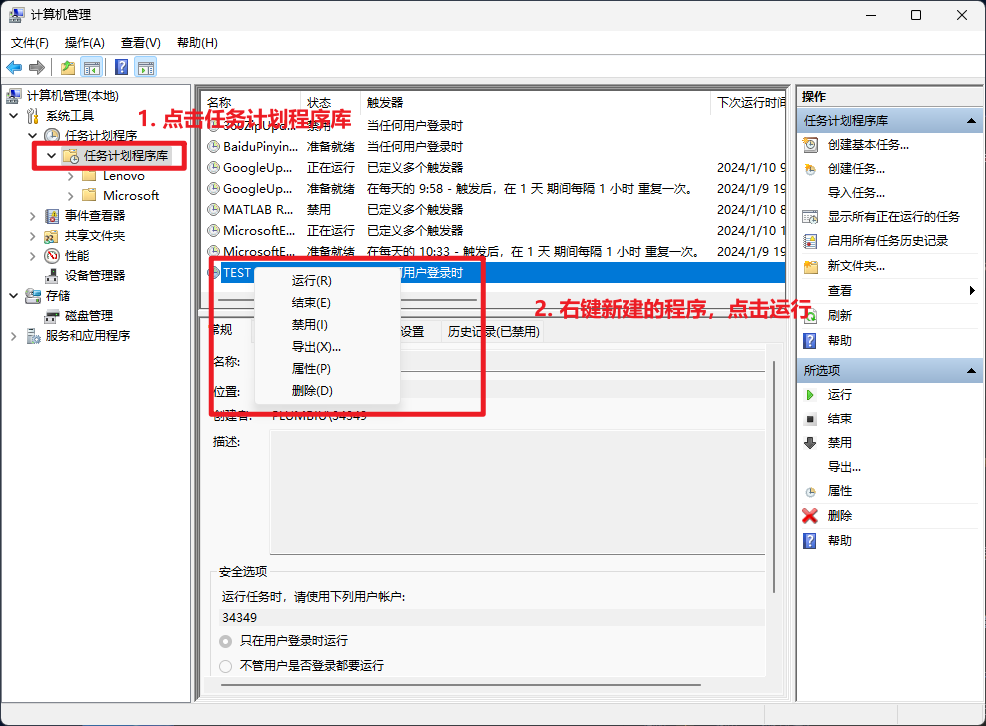 计算机管理
文件(F) 操作(A) 查看(V) 帮助(H)
计算机管理(本地)
系统工具
任务计划程序
任务计划程序库
Lenovo
Microsoft
事件查看器
共享文件夹
性能
设备管理器
存储
磁盘管理
服务和应用程序
1. 点击任务计划程序库
名称 状态 触发器 下次运行时间
360ZipUpd... 禁用 当任何用户登录时
BaiduPinyin... 准备就绪 当任何用户登录时
GoogleUp... 正在运行 已定义多个触发器 2024/1/10 9
GoogleUp... 准备就绪 在每天的 9:58 - 触发后，在 1 天 期间每隔 1 小时 重复一次。 2024/1/9 19
MATLAB R... 禁用 已定义多个触发器 2024/1/10 8
MicrosoftE... 正在运行 已定义多个触发器 2024/1/10 1
MicrosoftE... 准备就绪 在每天的 10:33 - 触发后，在 1 天 期间每隔 1 小时 重复一次。 2024/1/9 19
TEST 何用户登录时
运行(R)
结束(E)
禁用(I)
导出(X)...
属性(P)
删除(D)
2. 右键新建的程序，点击运行
常规 设置 历史记录(已禁用)
名称:
位置:
创建者: PLUMBIU\34349
描述:
安全选项
运行任务时，请使用下列用户帐户:
34349
只在用户登录时运行
不管用户是否登录都要运行
操作
任务计划程序库
创建基本任务...
创建任务...
导入任务...
显示所有正在运行的任务
启用所有任务历史记录
新文件夹...
查看
刷新
帮助
所选项
运行
结束
禁用
导出...
属性
删除
帮助